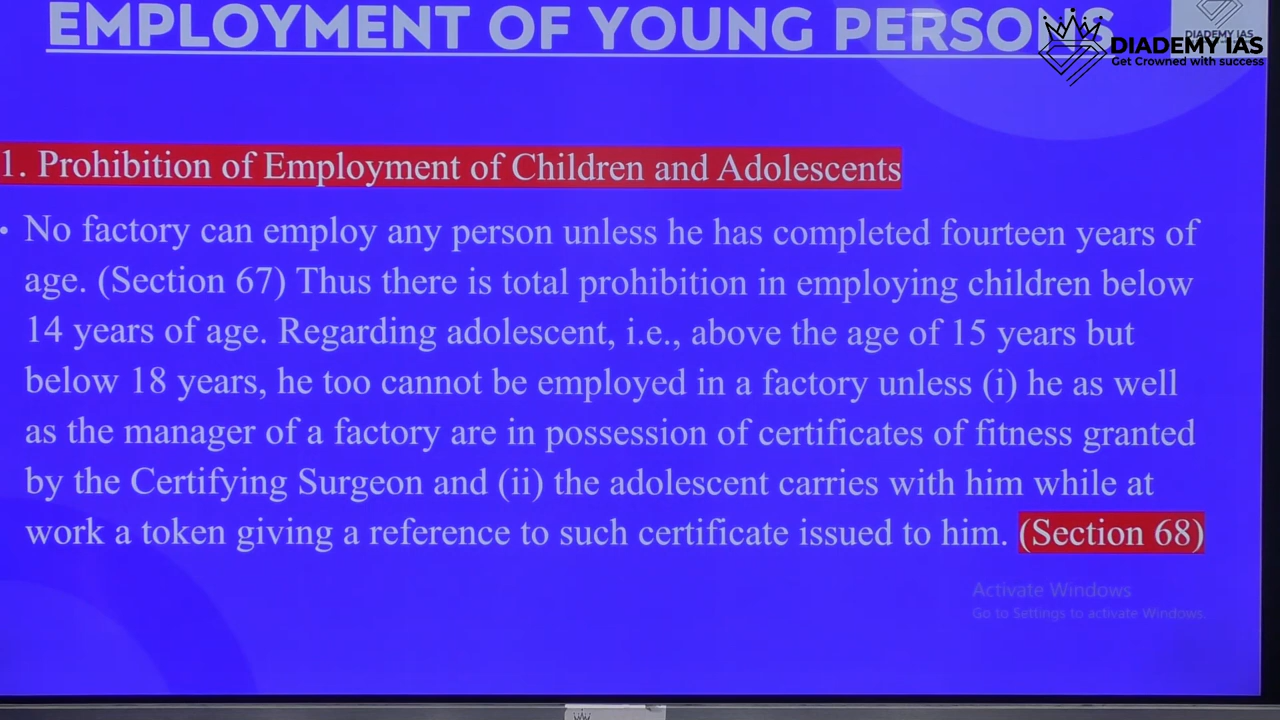 EMPLOYMENT OF YOUNG PERSONS
DIADEMY IAS
DIADEMY IAS
Get Crowned with success
1. Prohibition of Employment of Children and Adolescents
• No factory can employ any person unless he has completed fourteen years of
age. (Section 67) Thus there is total prohibition in employing children below
14 years of age. Regarding adolescent, i.e., above the age of 15 years but
below 18 years, he too cannot be employed in a factory unless (i) he as well
as the manager of a factory are in possession of certificates of fitness granted
by the Certifying Surgeon and (ii) the adolescent carries with him while at
work a token giving a reference to such certificate issued to him. (Section 68)
Activate Windows
Go to Settings to activate Windows.